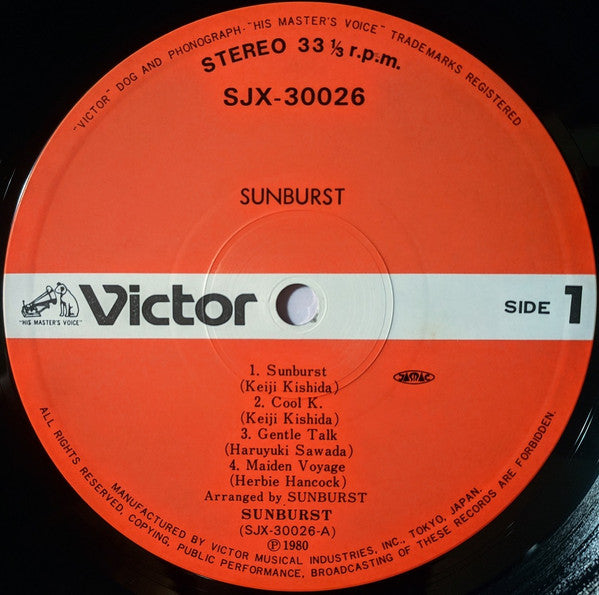 "VICTOR" DOG AND PHONOGRAPH-"HIS MASTER'S VOICE" TRADEMARKS REGISTERED
STEREO 33 ⅓ r.p.m.
SJX-30026
SUNBURST
"HIS MASTER'S VOICE"
Victor
SIDE 1
1. Sunburst
(Keiji Kishida)
2. Cool K.
(Keiji Kishida)
3. Gentle Talk
(Haruyuki Sawada)
4. Maiden Voyage
(Herbie Hancock)
Arranged by SUNBURST
SUNBURST
(SJX-30026-A)
Ⓟ1980
JASRAC
MANUFACTURED BY VICTOR MUSICAL INDUSTRIES, INC., TOKYO, JAPAN.
ALL RIGHTS RESERVED, COPYING, PUBLIC PERFORMANCE, BROADCASTING OF THESE RECORDS ARE FORBIDDEN.